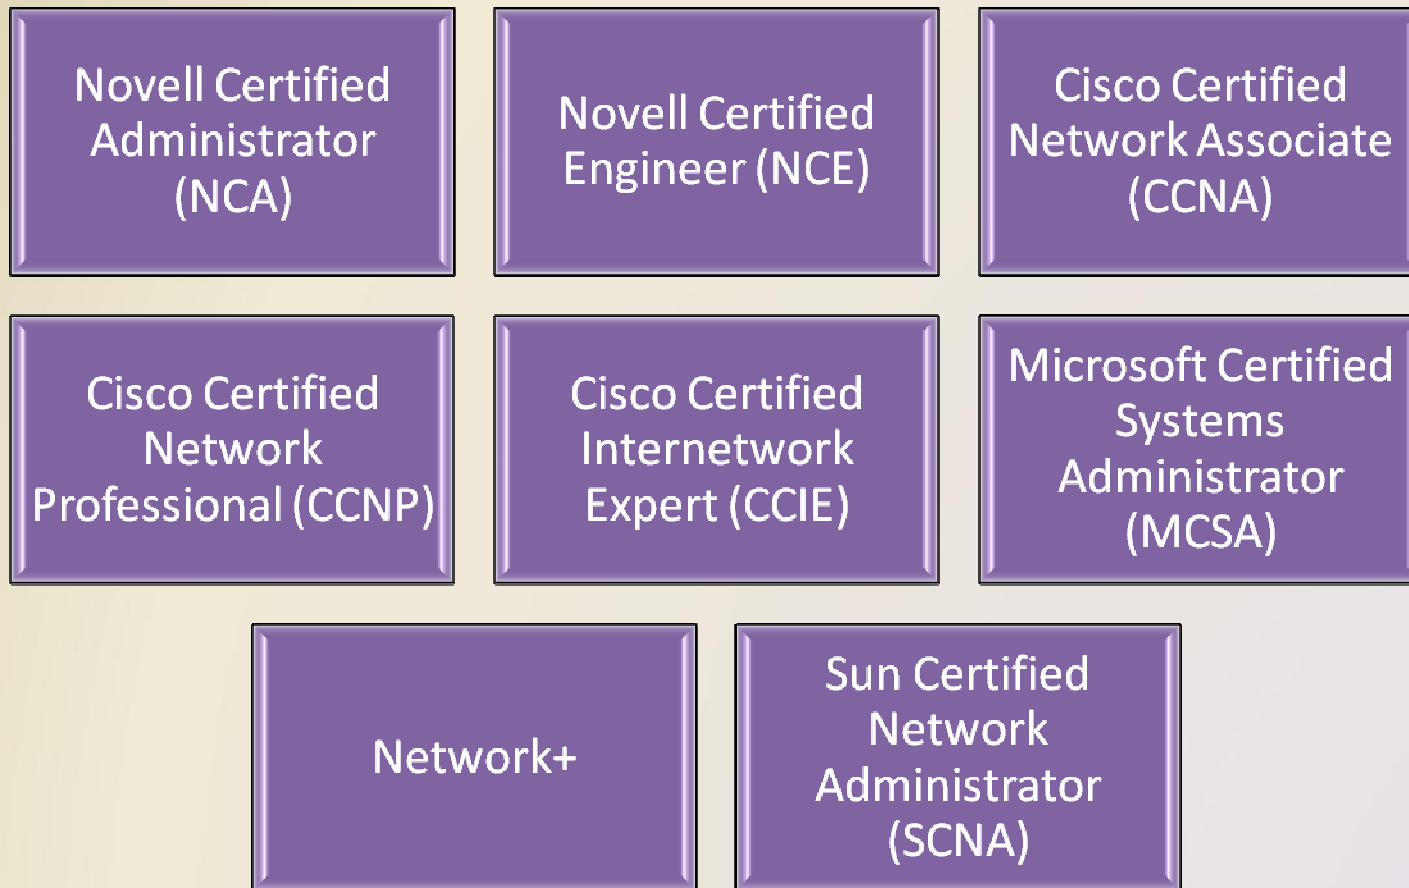 Novell Certified
Administrator
(NCA)
Novell Certified
Engineer (NCE)
Cisco Certified
Network Associate
(CCNA)
Cisco Certified
Network
Professional (CCNP)
Cisco Certified
Internetwork
Expert (CCIE)
Microsoft Certified
Systems
Administrator
(MCSA)
Network+
Sun Certified
Network
Administrator
(SCNA)